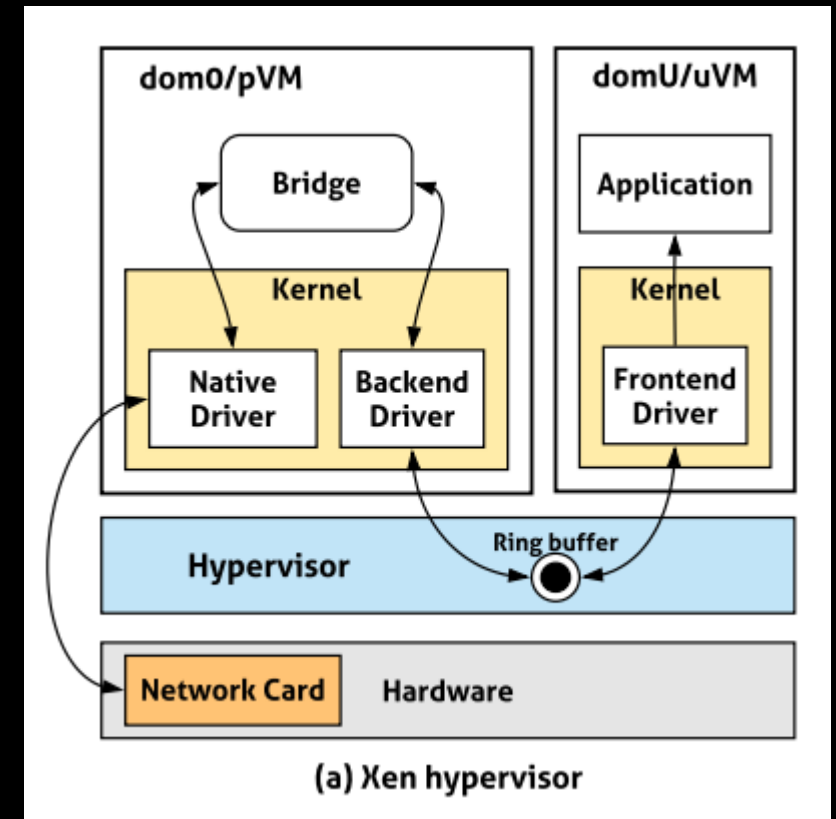 dom0/pVM
domU/uVM
Bridge
Application
Kernel
Kernel
Native
Driver
Backend
Driver
Frontend
Driver
Ring buffer
Hypervisor
Network Card
Hardware
(a) Xen hypervisor